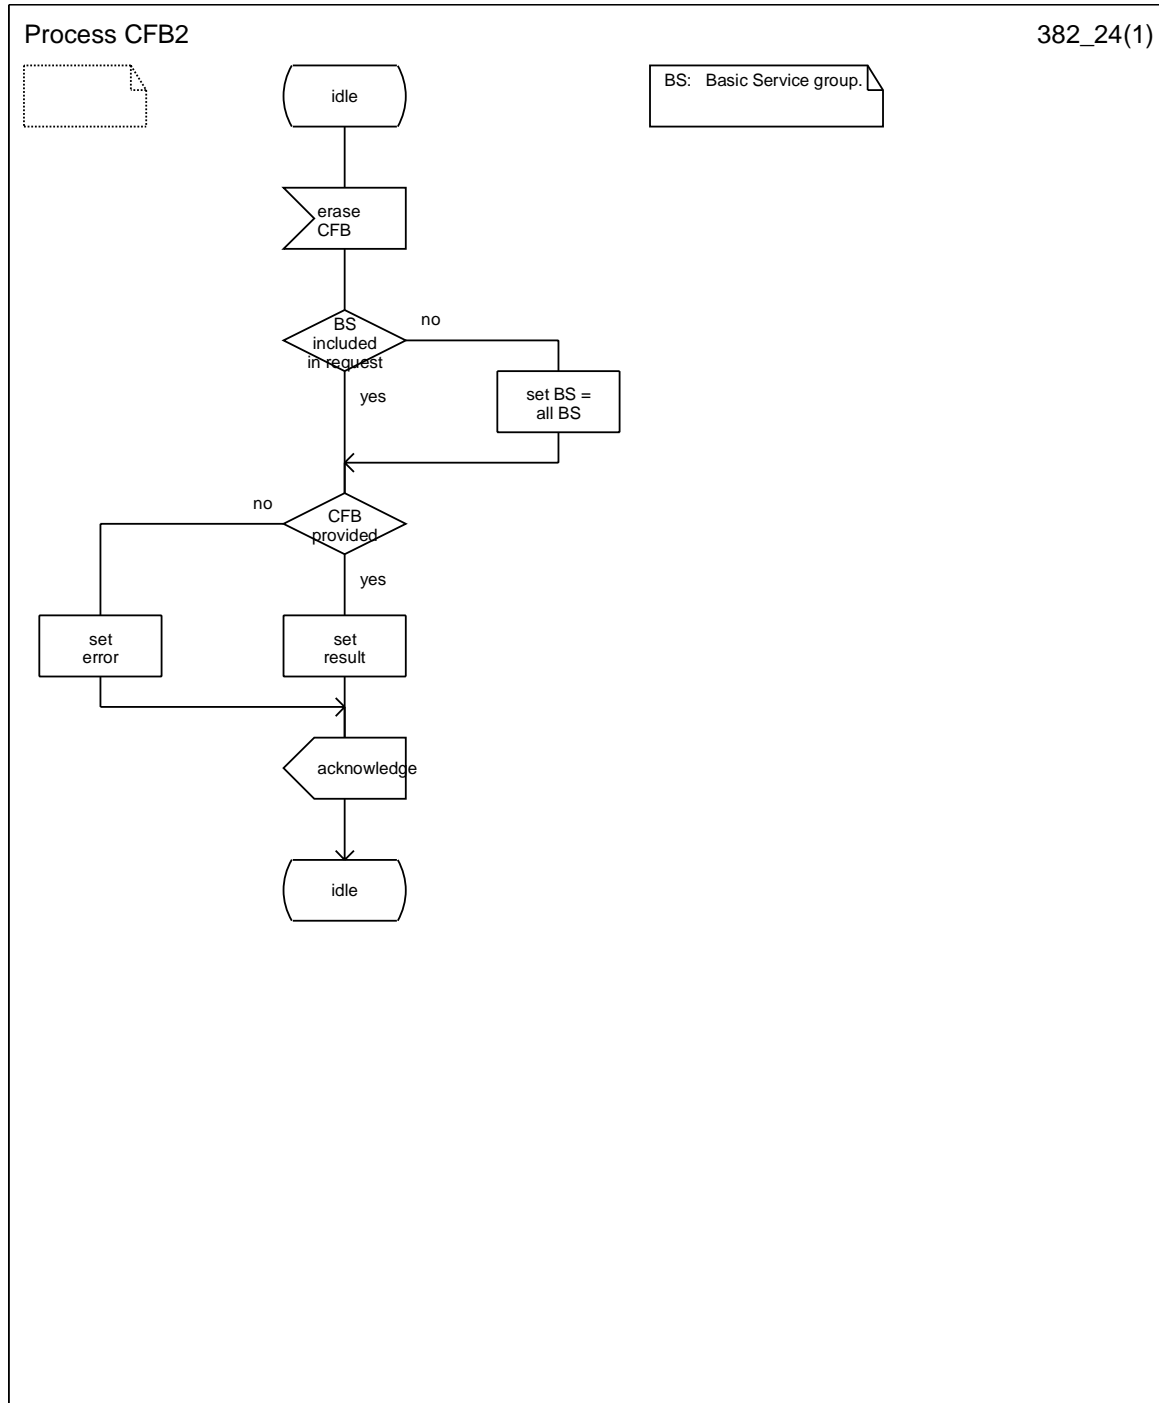 Process CFB2
382_24(1)
idle
BS: Basic Service group.
erase
CFB
BS
included
in request
no
yes
set BS =
all BS
no
CFB
provided
yes
set
error
set
result
acknowledge
idle